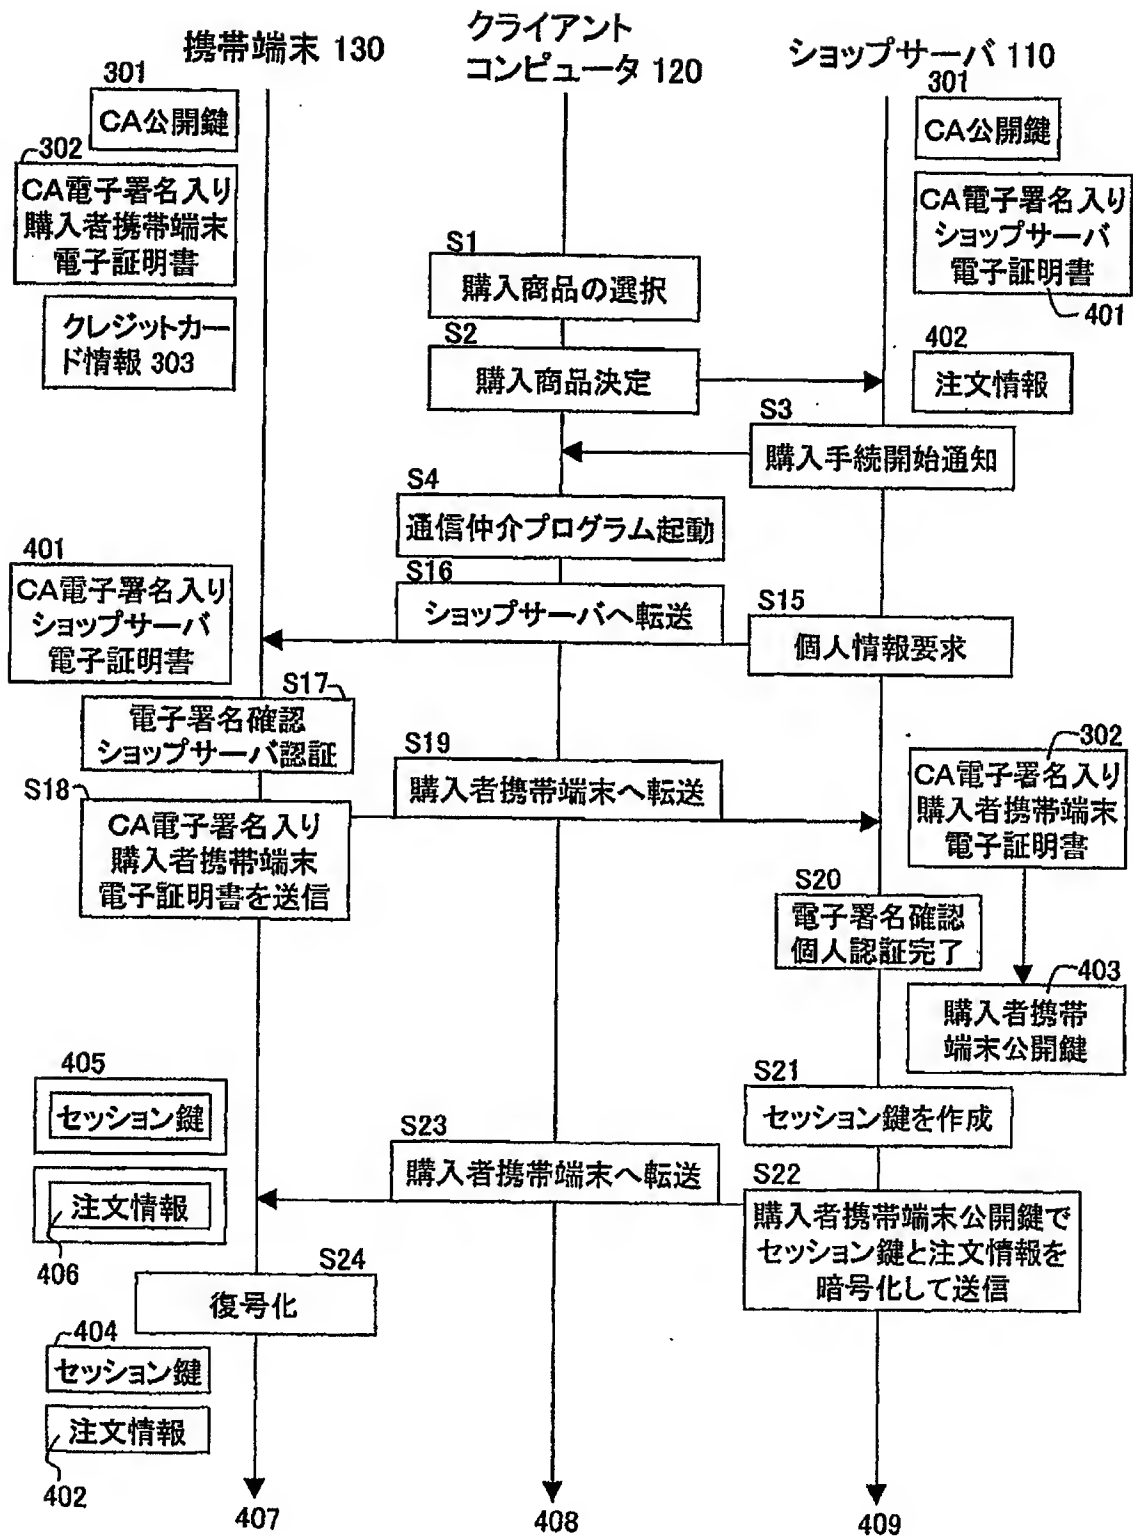 携帯端末 130
クライアント
コンピュータ 120
ショップサーバ 110
301
CA公開鍵
302
CA電子署名入り
購入者携帯端末
電子証明書
クレジットカー
ド情報 303
301
CA公開鍵
CA電子署名入り
ショップサーバ
電子証明書
401
S1
購入商品の選択
S2
購入商品決定
402
注文情報
S3
購入手続開始通知
S4
通信仲介プログラム起動
401
CA電子署名入り
ショップサーバ
電子証明書
S16
ショップサーバへ転送
S15
個人情報要求
S17
電子署名確認
ショップサーバ認証
S19
購入者携帯端末へ転送
302
CA電子署名入り
購入者携帯端末
電子証明書
S18
CA電子署名入り
購入者携帯端末
電子証明書を送信
S20
電子署名確認
個人認証完了
403
購入者携帯
端末公開鍵
405
セッション鍵
S21
セッション鍵を作成
S23
購入者携帯端末へ転送
注文情報
406
S22
購入者携帯端末公開鍵で
セッション鍵と注文情報を
暗号化して送信
S24
復号化
404
セッション鍵
注文情報
402
407
408
409